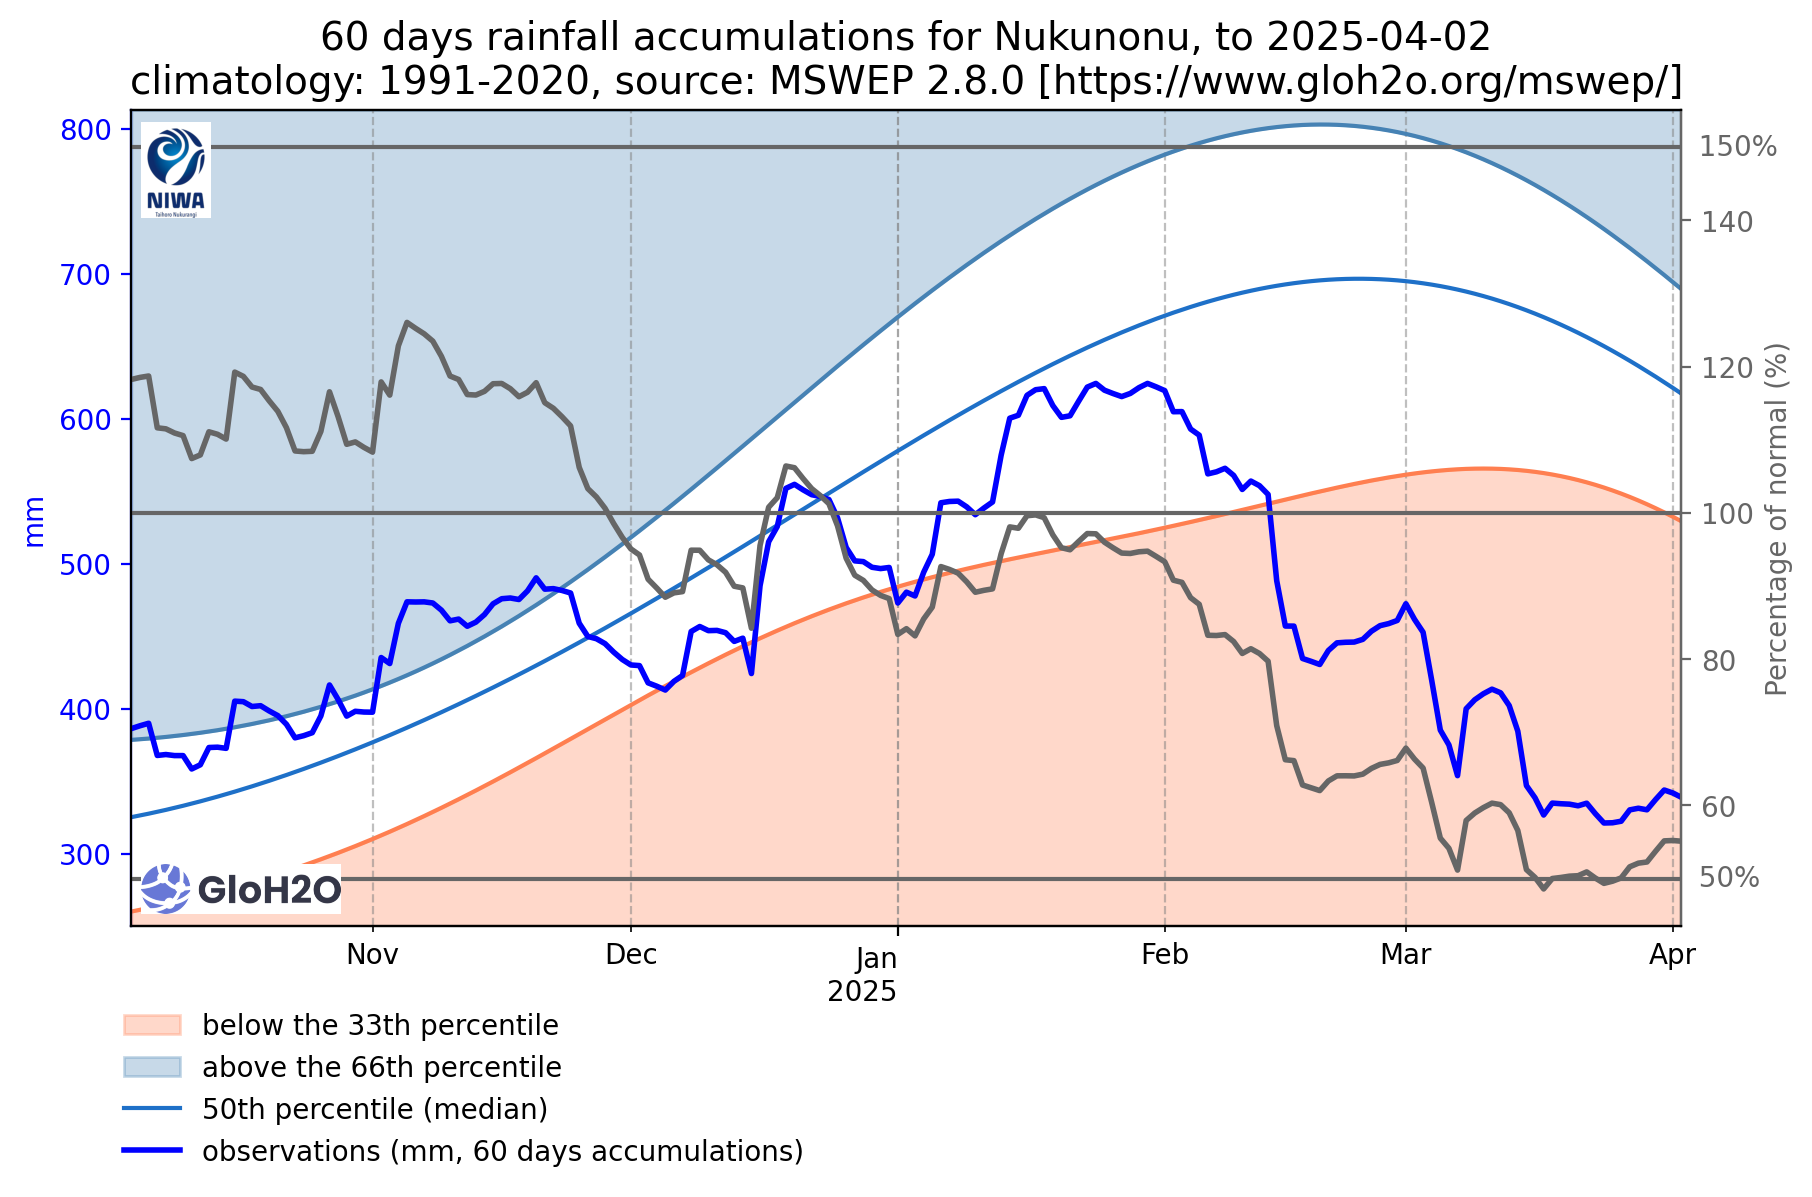 60 days rainfall accumulations for Nukunonu, to 2025-04-02
climatology: 1991-2020, source: MSWEP 2.8.0 [https://www.gloh2o.org/mswep/]
800
700
600
500
400
300
mm
NIWA
Taihoro Nukurangi
GloH2O
150%
140
120
100
80
60
50%
Percentage of normal (%)
Nov
Dec
Jan
2025
Feb
Mar
Apr
below the 33th percentile
above the 66th percentile
50th percentile (median)
observations (mm, 60 days accumulations)